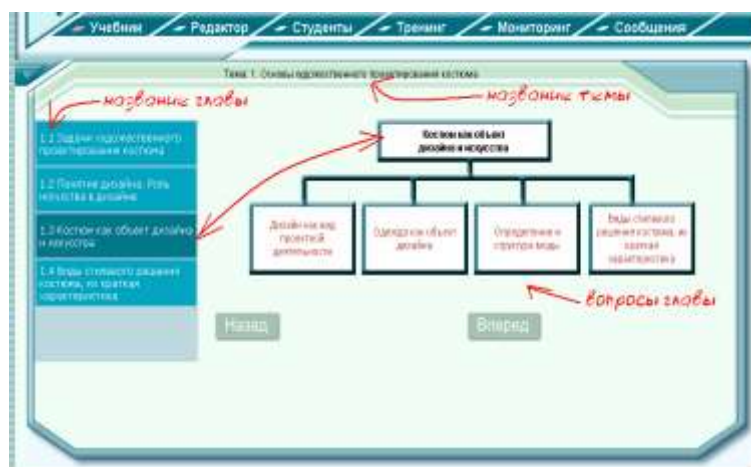 Учебник Редактор Студенты Тренинг Мониторинг Сообщения
Тема 1. Основы художественного проектирования костюма
название главы
название темы
1.1 Задачи художественного
проектирования костюма
1.2 Понятие дизайна. Роль
искусства в дизайне
1.3 Костюм как объект дизайна
и искусства
1.4 Виды стилевого решения
костюма, их краткая
характеристика
Костюм как объект
дизайна и искусства
Дизайн как вид
проектной
деятельности
Одежда как объект
дизайна
Определение и
структура моды
Виды стилевого
решения костюма, их
краткая
характеристика
вопросы главы
Назад
Вперед